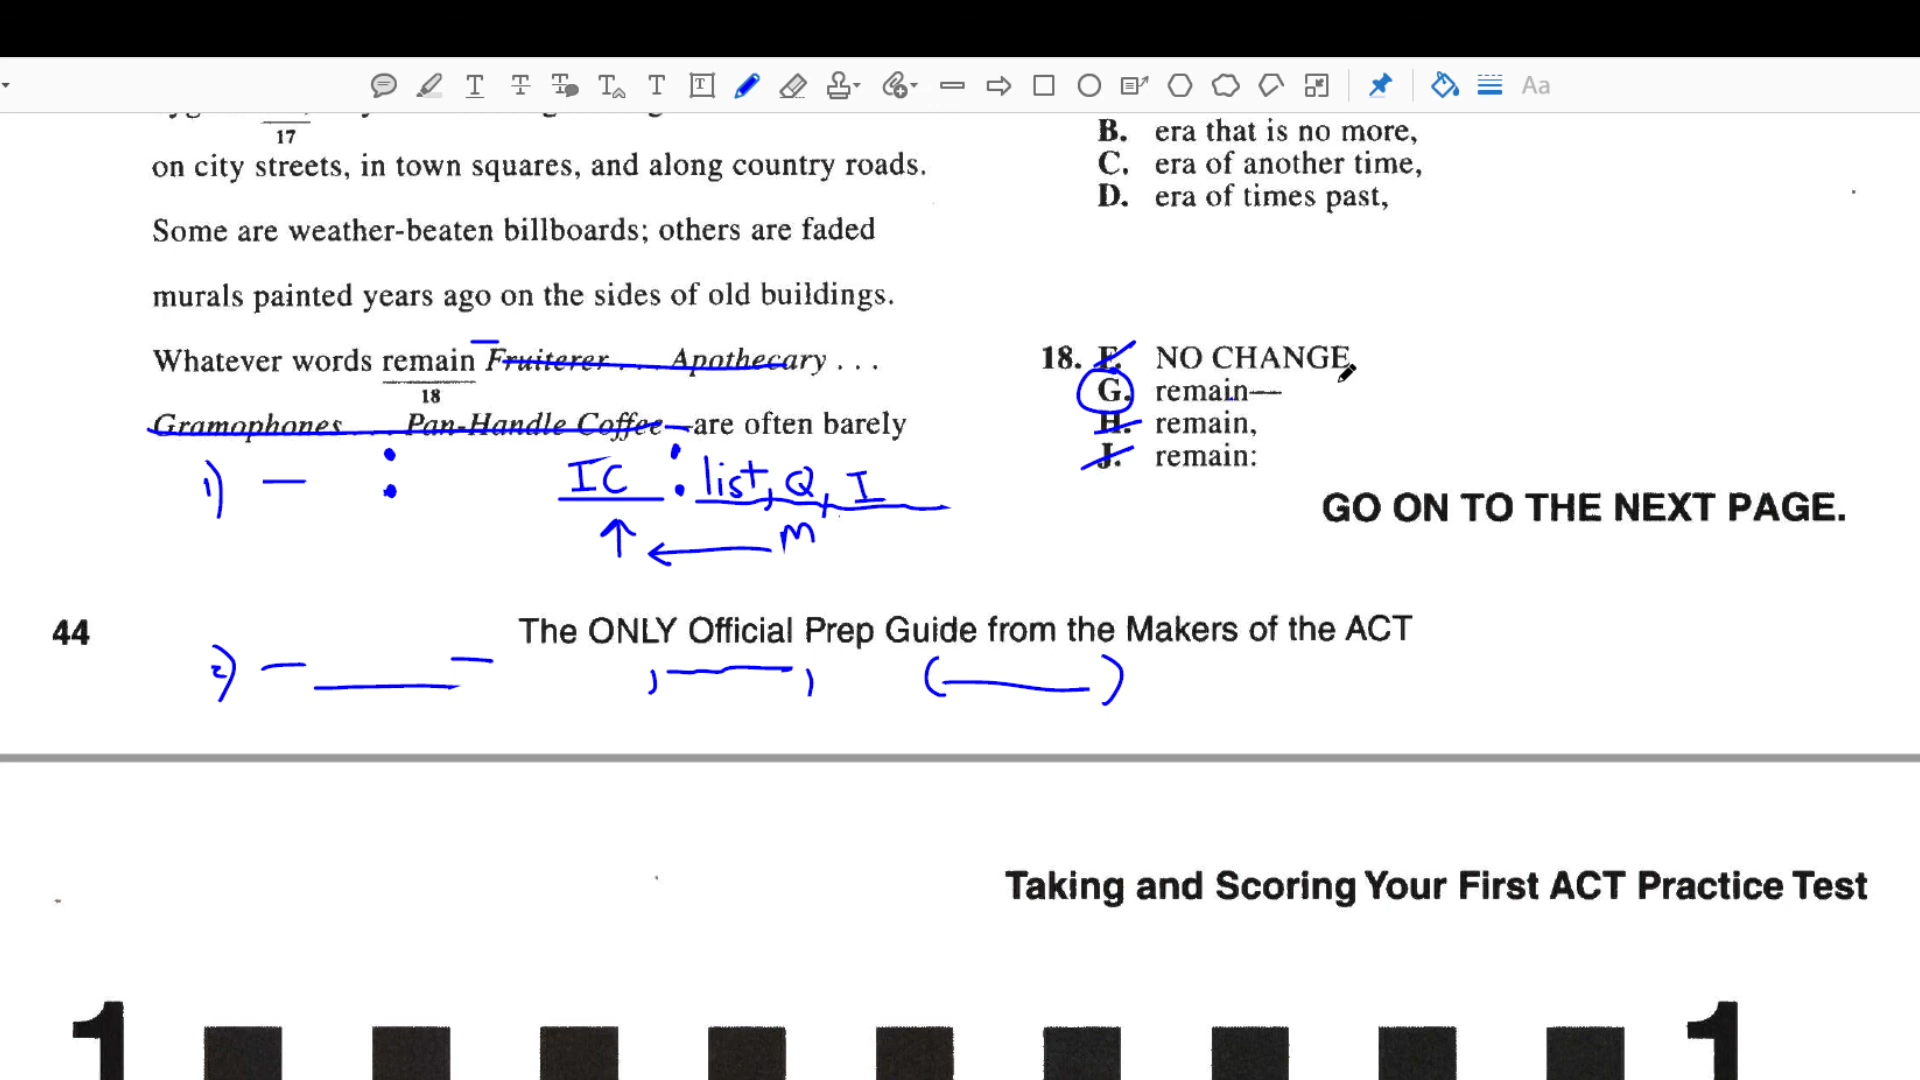 17
on city streets, in town squares, and along country roads.
Some are weather-beaten billboards; others are faded
murals painted years ago on the sides of old buildings.
Whatever words remain Fruiterer . . . Apothecary . . .
18
Gramophones . . . Pan-Handle Coffee—are often barely
1) — :
IC : list, Q, I
M
B. era that is no more,
C. era of another time,
D. era of times past,
18. F. NO CHANGE
G. remain—
H. remain,
J. remain:
GO ON TO THE NEXT PAGE.
44
The ONLY Official Prep Guide from the Makers of the ACT
2) — — , , ( )
Taking and Scoring Your First ACT Practice Test
1 1
T T T T T Aa